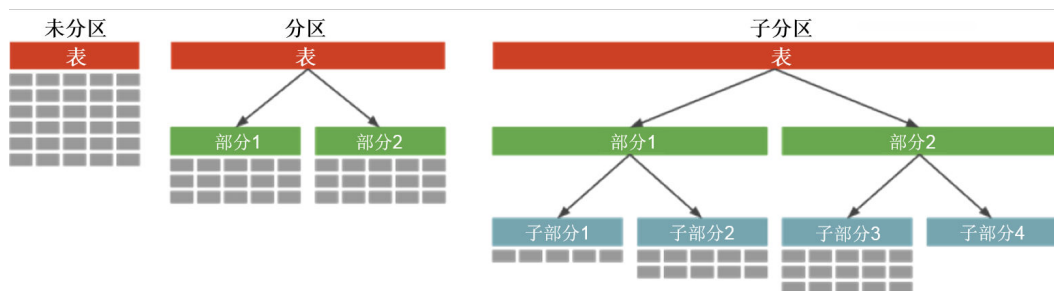 未分区
分区
子分区
表
表
表
部分1
部分2
部分1
部分2
子部分1
子部分2
子部分3
子部分4